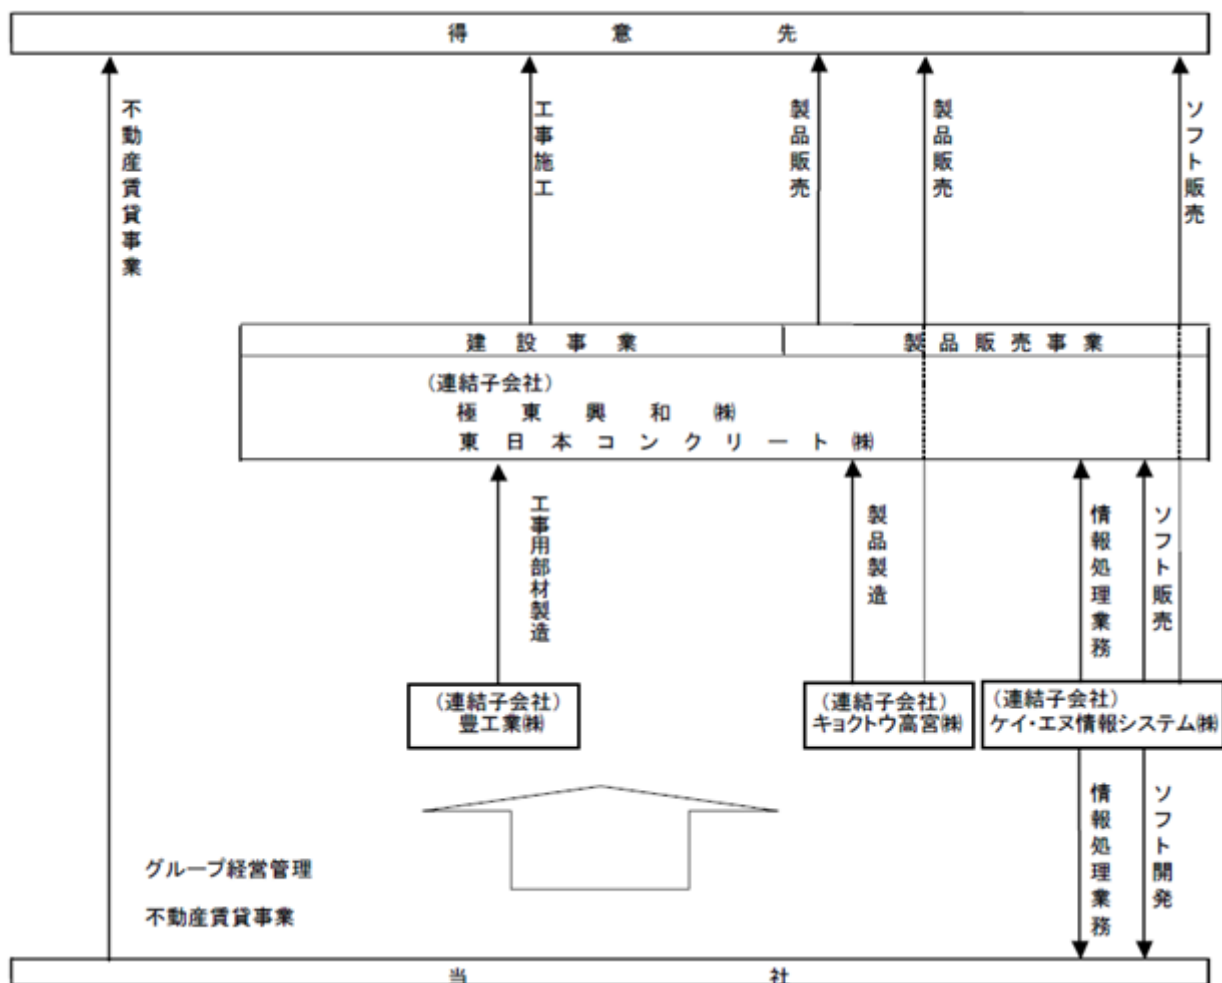 得意先
不動産賃貸事業
工事施工
製品販売
製品販売
ソフト販売
建設事業
製品販売事業
(連結子会社)
極東興和㈱
東日本コンクリート㈱
工事用部材製造
製品製造
情報処理業務
ソフト販売
(連結子会社)
豊工業㈱
(連結子会社)
キョクトウ高宮㈱
(連結子会社)
ケイ・エヌ情報システム㈱
情報処理業務
ソフト開発
グループ経営管理
不動産賃貸事業
当社